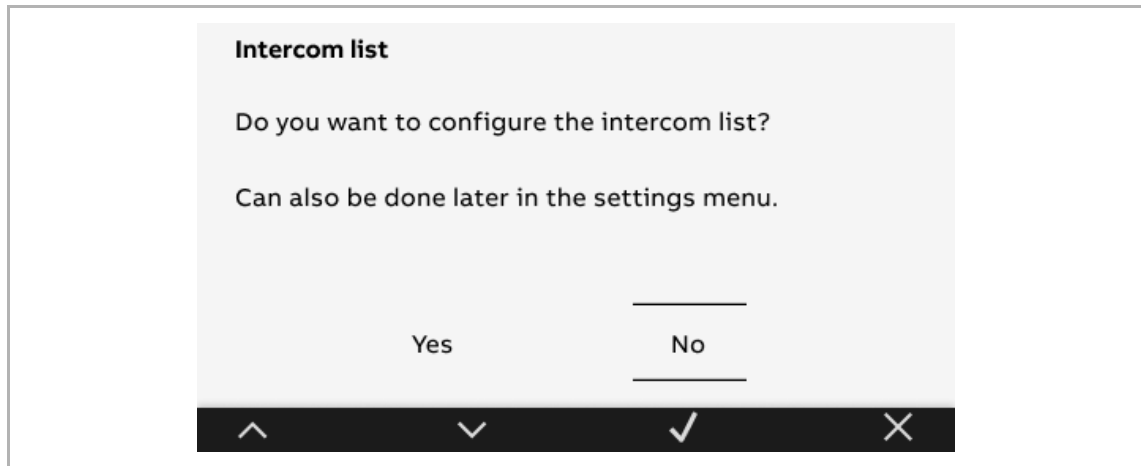 Intercom list
Do you want to configure the intercom list?
Can also be done later in the settings menu.
Yes No